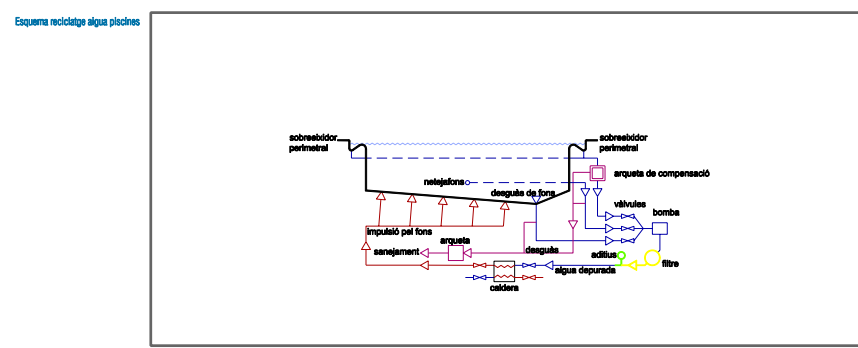 Esquema reciclatge aigua piscines
sobreeixidor
perimetral
sobreeixidor
perimetral
arqueta de compensació
netejafons
desguàs de fons
vàlvules
bomba
impulsió pel fons
arqueta
sanejament
desguàs
aditius
filtre
aigua depurada
caldera